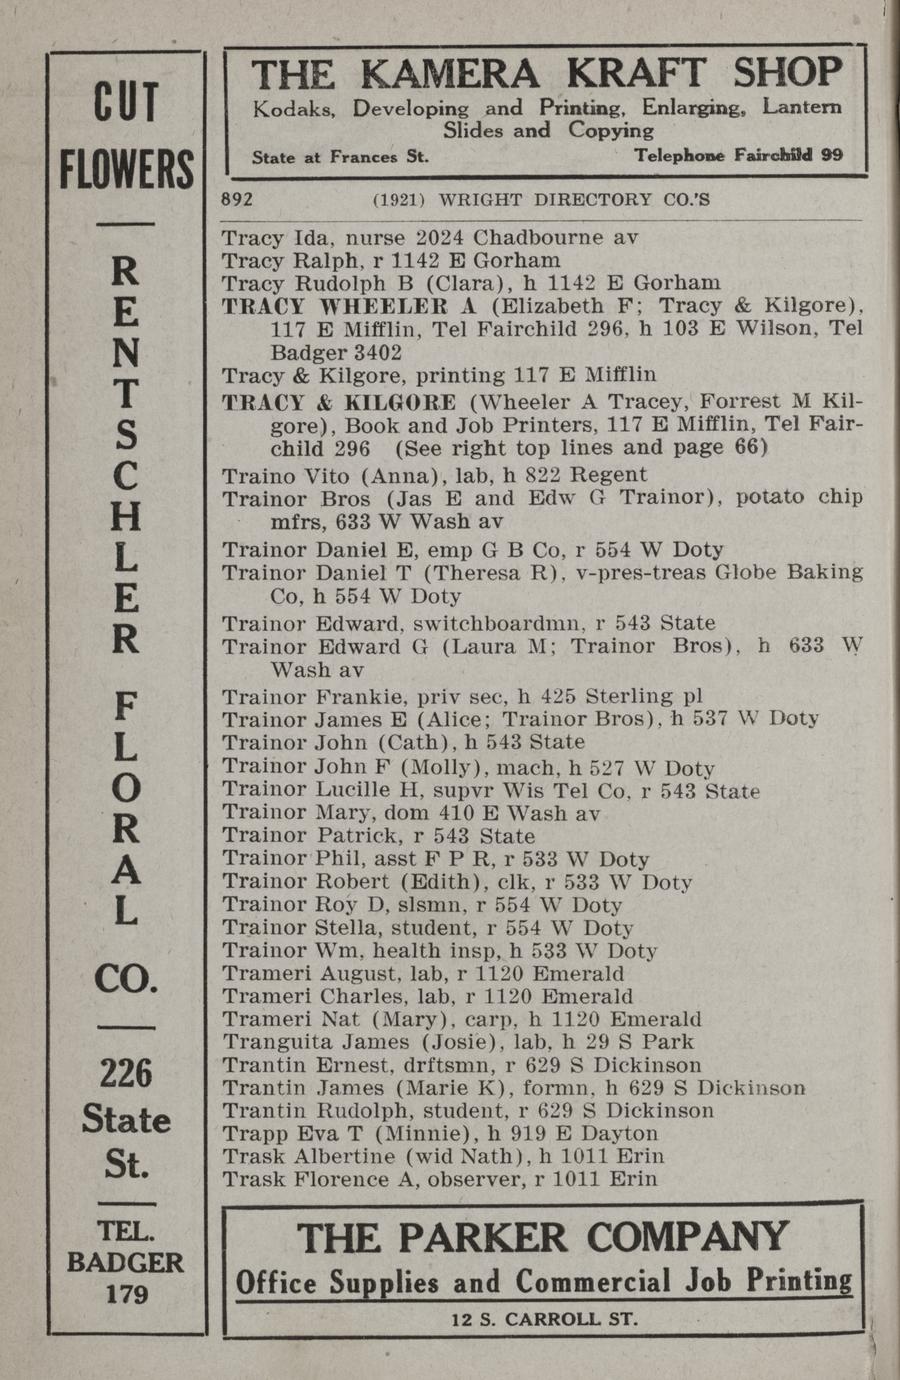 CUT
FLOWERS
RENTSCHLER
FLORAL
CO.
226
State
St.
TEL.
BADGER
179
THE KAMERA KRAFT SHOP
Kodaks, Developing and Printing, Enlarging, Lantern
Slides and Copying
State at Frances St. Telephone Fairchild 99
892 (1921) WRIGHT DIRECTORY CO.'S
Tracy Ida, nurse 2024 Chadbourne av
Tracy Ralph, r 1142 E Gorham
Tracy Rudolph B (Clara), h 1142 E Gorham
TRACY WHEELER A (Elizabeth F; Tracy & Kilgore),
117 E Mifflin, Tel Fairchild 296, h 103 E Wilson, Tel
Badger 3402
Tracy & Kilgore, printing 117 E Mifflin
TRACY & KILGORE (Wheeler A Tracey, Forrest M Kil-
gore), Book and Job Printers, 117 E Mifflin, Tel Fair-
child 296 (See right top lines and page 66)
Traino Vito (Anna), lab, h 822 Regent
Trainor Bros (Jas E and Edw G Trainor), potato chip
mfrs, 633 W Wash av
Trainor Daniel E, emp G B Co, r 554 W Doty
Trainor Daniel T (Theresa R), v-pres-treas Globe Baking
Co, h 554 W Doty
Trainor Edward, switchboardmn, r 543 State
Trainor Edward G (Laura M; Trainor Bros), h 633 W
Wash av
Trainor Frankie, priv sec, h 425 Sterling pl
Trainor James E (Alice; Trainor Bros), h 537 W Doty
Trainor John (Cath), h 543 State
Trainor John F (Molly), mach, h 527 W Doty
Trainor Lucille H, supvr Wis Tel Co, r 543 State
Trainor Mary, dom 410 E Wash av
Trainor Patrick, r 543 State
Trainor Phil, asst F P R, r 533 W Doty
Trainor Robert (Edith), clk, r 533 W Doty
Trainor Roy D, slsmn, r 554 W Doty
Trainor Stella, student, r 554 W Doty
Trainor Wm, health insp, h 533 W Doty
Trameri August, lab, r 1120 Emerald
Trameri Charles, lab, r 1120 Emerald
Trameri Nat (Mary), carp, h 1120 Emerald
Tranguita James (Josie), lab, h 29 S Park
Trantin Ernest, drftsmn, r 629 S Dickinson
Trantin James (Marie K), formn, h 629 S Dickinson
Trantin Rudolph, student, r 629 S Dickinson
Trapp Eva T (Minnie), h 919 E Dayton
Trask Albertine (wid Nath), h 1011 Erin
Trask Florence A, observer, r 1011 Erin
THE PARKER COMPANY
Office Supplies and Commercial Job Printing
12 S. CARROLL ST.